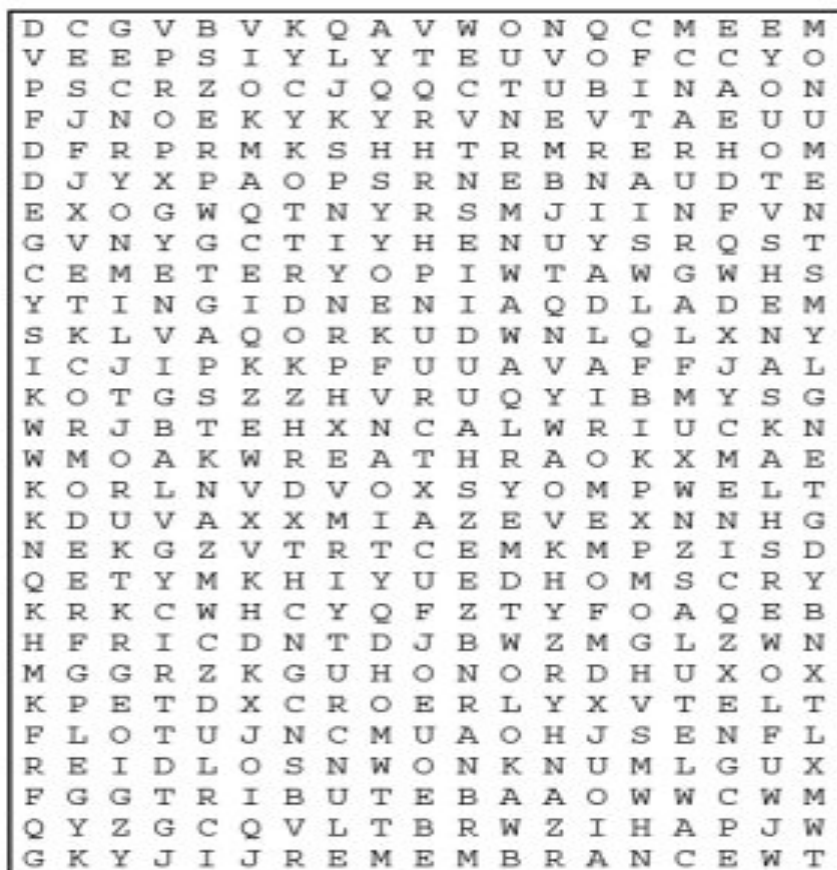 D C G V B V K Q A V W O N Q C M E E M
V E E P S I Y L Y T E U V O F C C Y O
P S C R Z O C J Q Q C T U B I N A O N
F J N O E K Y K Y R V N E V T A E U U
D F R P R M K S H H T R M R E R H O M
D J Y X P A O P S R N E B N A U D T E
E X O G W Q T N Y R S M J I I N F V N
G V N Y G C T I Y H E N U Y S R Q S T
C E M E T E R Y O P I W T A W G W H S
Y T I N G I D N E N I A Q D L A D E M
S K L V A Q O R K U D W N L Q L X N Y
I C J I P K K P F U U A V A F F J A L
K O T G S Z Z H V R U Q Y I B M Y S G
W R J B T E H X N C A L W R I U C K N
W M O A K W R E A T H R A O K X M A E
K O R L N V D V O X S Y O M P W E L T
K D U V A X X M I A Z E V E X N N H G
N E K G Z V T R T C E M K M P Z I S D
Q E T Y M K H I Y U E D H O M S C R Y
K R K C W H C Y Q F Z T Y F O A Q E B
H F R I C D N T D J B W Z M G L Z W N
M G G R Z K G U H O N O R D H U X O X
K P E T D X C R O E R L Y X V T E L T
F L O T U J N C M U A O H J S E N F L
R E I D L O S N W O N K N U M L G U X
F G G T R I B U T E B A A O W W C W M
Q Y Z G C Q V L T B R W Z I H A P J W
G K Y J I J R E M E M B R A N C E W T